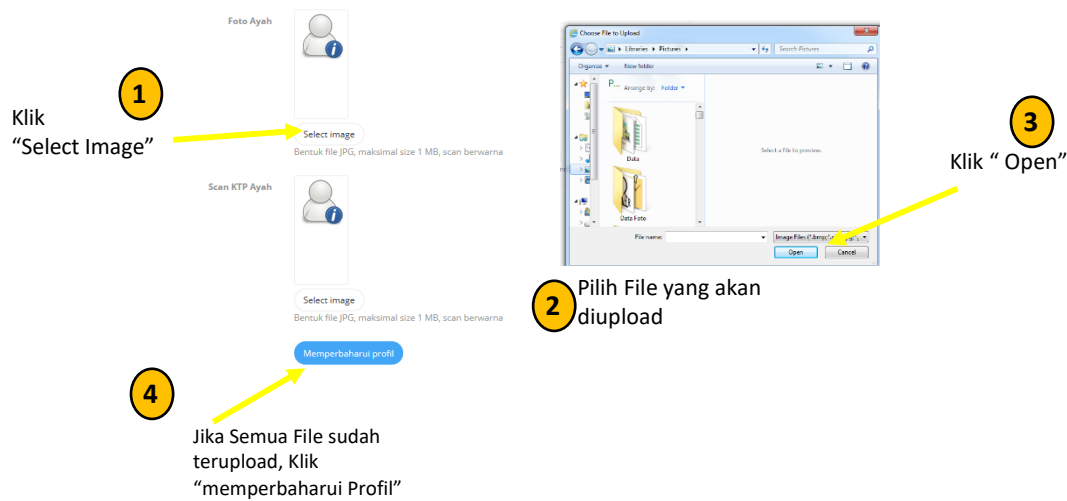 Foto Ayah
1
Klik
“Select Image”
Select image
Bentuk file JPG, maksimal size 1 MB, scan berwarna
Scan KTP Ayah
Select image
Bentuk file JPG, maksimal size 1 MB, scan berwarna
Memperbaharui profil
4
Jika Semua File sudah
terupload, Klik
“memperbaharui Profil”
Choose File to Upload
Libraries Pictures
Search Pictures
Organize New folder
P... Arrange by: Folder
Data
Data Foto
Select a file to preview.
File name:
Image Files
Open Cancel
2
Pilih File yang akan
diupload
3
Klik “ Open”